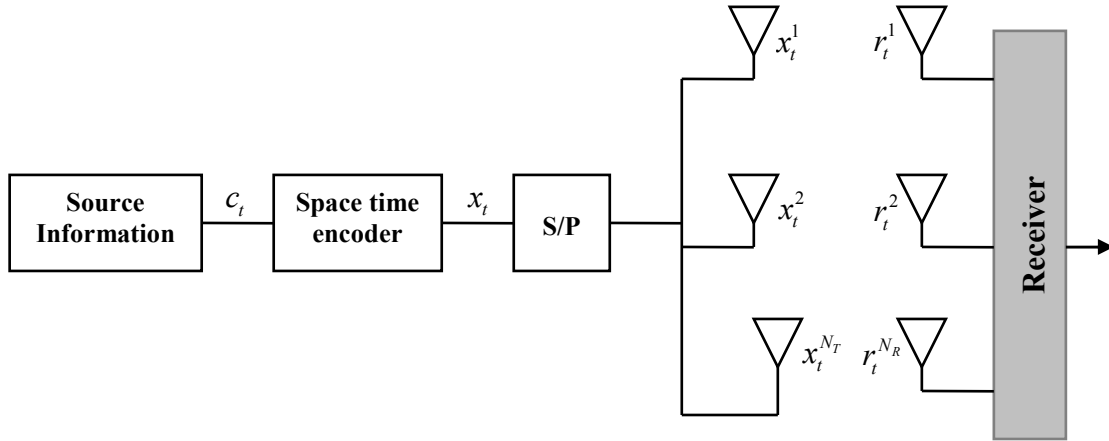 Source
Information
c_t
Space time
encoder
x_t
S/P
x_t^1
r_t^1
x_t^2
r_t^2
x_t^{N_T}
r_t^{N_R}
Receiver